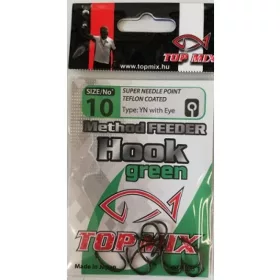 TOP MIX
www.topmix.hu
SIZE/No
10
SUPER NEEDLE POINT
TEFLON COATED
Type: YN with Eye
Method FEEDER
Hook
green
TOP MIX
Made in Japan